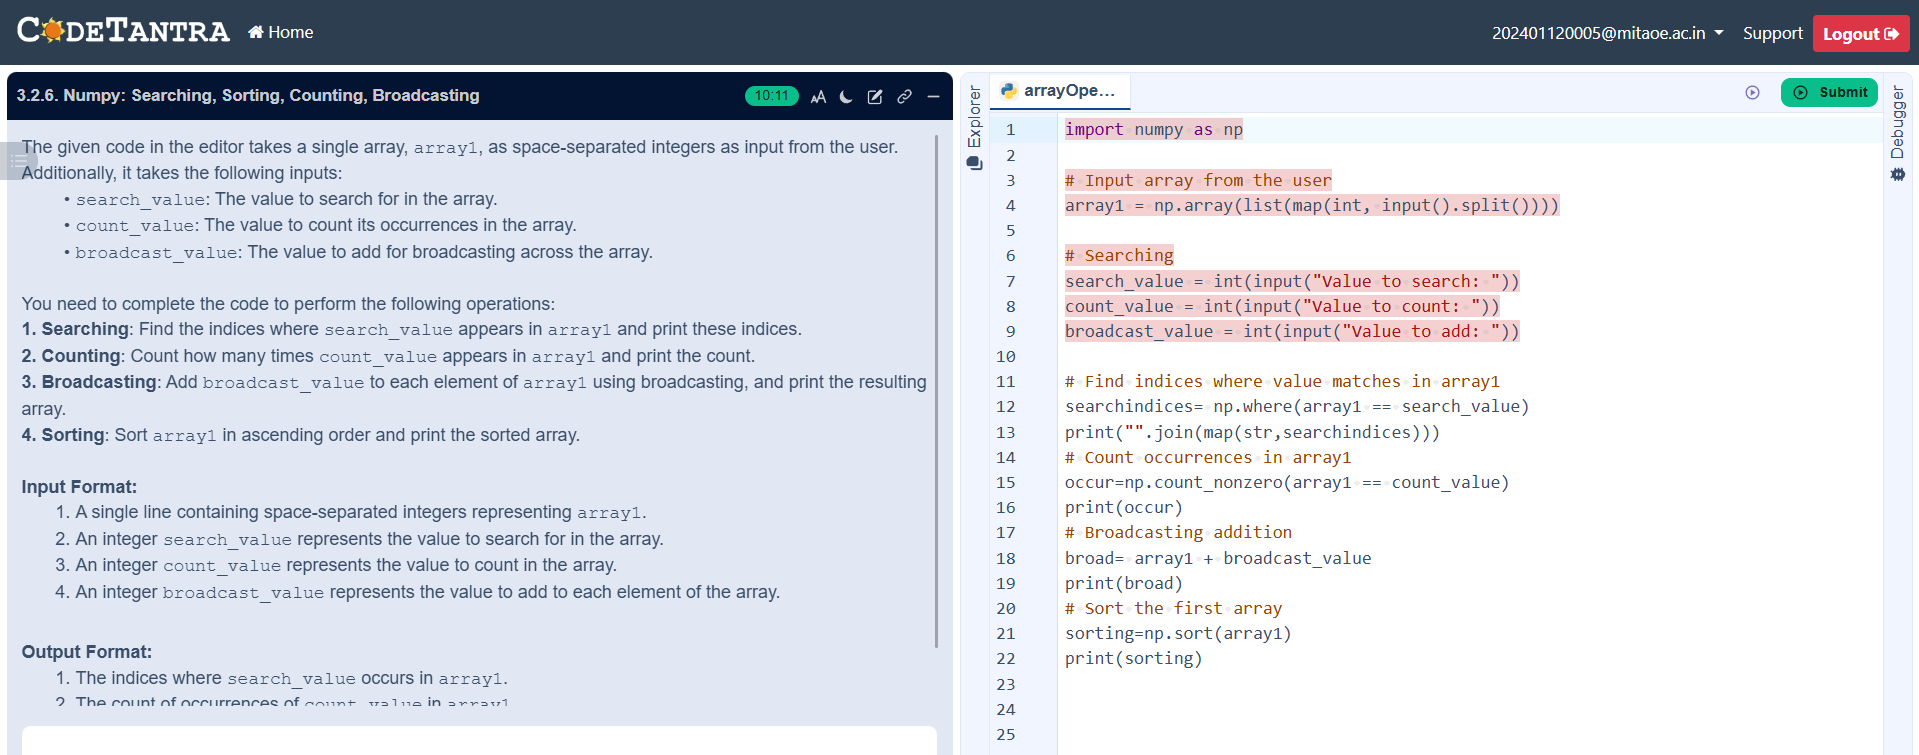 CODETANTRA Home 202401120005@mitaoe.ac.in Support Logout
3.2.6. Numpy: Searching, Sorting, Counting, Broadcasting 10:11 AA
The given code in the editor takes a single array, array1, as space-separated integers as input from the user.
Additionally, it takes the following inputs:
• search_value: The value to search for in the array.
• count_value: The value to count its occurrences in the array.
• broadcast_value: The value to add for broadcasting across the array.
You need to complete the code to perform the following operations:
1. Searching: Find the indices where search_value appears in array1 and print these indices.
2. Counting: Count how many times count_value appears in array1 and print the count.
3. Broadcasting: Add broadcast_value to each element of array1 using broadcasting, and print the resulting
array.
4. Sorting: Sort array1 in ascending order and print the sorted array.
Input Format:
1. A single line containing space-separated integers representing array1.
2. An integer search_value represents the value to search for in the array.
3. An integer count_value represents the value to count in the array.
4. An integer broadcast_value represents the value to add to each element of the array.
Output Format:
1. The indices where search_value occurs in array1.
2. The count of occurrences of count_value in array1.
Explorer
arrayOpe...
Submit
Debugger
1 import numpy as np
2
3 # Input array from the user
4 array1 = np.array(list(map(int, input().split())))
5
6 # Searching
7 search_value = int(input("Value to search: "))
8 count_value = int(input("Value to count: "))
9 broadcast_value = int(input("Value to add: "))
10
11 # Find indices where value matches in array1
12 searchindices= np.where(array1 == search_value)
13 print("".join(map(str,searchindices)))
14 # Count occurrences in array1
15 occur=np.count_nonzero(array1 == count_value)
16 print(occur)
17 # Broadcasting addition
18 broad= array1 + broadcast_value
19 print(broad)
20 # Sort the first array
21 sorting=np.sort(array1)
22 print(sorting)
23
24
25